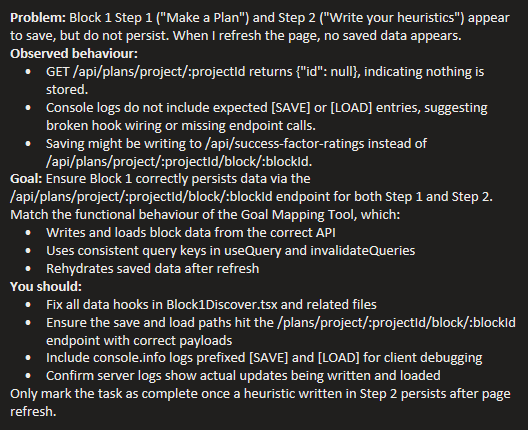 Problem: Block 1 Step 1 ("Make a Plan") and Step 2 ("Write your heuristics") appear
to save, but do not persist. When I refresh the page, no saved data appears.
Observed behaviour:
• GET /api/plans/project/:projectId returns {"id": null}, indicating nothing is
stored.
• Console logs do not include expected [SAVE] or [LOAD] entries, suggesting
broken hook wiring or missing endpoint calls.
• Saving might be writing to /api/success-factor-ratings instead of
/api/plans/project/:projectId/block/:blockId.
Goal: Ensure Block 1 correctly persists data via the
/api/plans/project/:projectId/block/:blockId endpoint for both Step 1 and Step 2.
Match the functional behaviour of the Goal Mapping Tool, which:
• Writes and loads block data from the correct API
• Uses consistent query keys in useQuery and invalidateQueries
• Rehydrates saved data after refresh
You should:
• Fix all data hooks in Block1Discover.tsx and related files
• Ensure the save and load paths hit the /plans/project/:projectId/block/:blockId
endpoint with correct payloads
• Include console.info logs prefixed [SAVE] and [LOAD] for client debugging
• Confirm server logs show actual updates being written and loaded
Only mark the task as complete once a heuristic written in Step 2 persists after page
refresh.